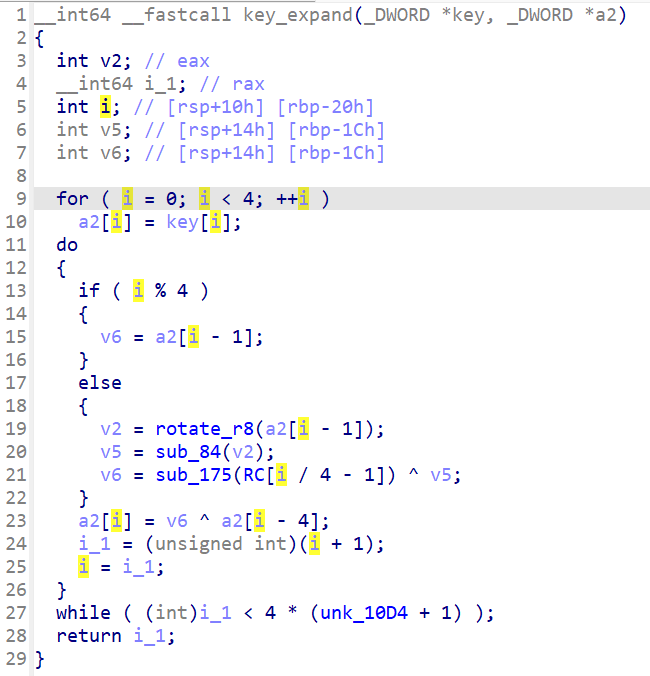 1 __int64 __fastcall key_expand(_DWORD *key, _DWORD *a2)
2 {
3   int v2; // eax
4   __int64 i_1; // rax
5   int i; // [rsp+10h] [rbp-20h]
6   int v5; // [rsp+14h] [rbp-1Ch]
7   int v6; // [rsp+14h] [rbp-1Ch]
8
9   for ( i = 0; i < 4; ++i )
10     a2[i] = key[i];
11   do
12   {
13     if ( i % 4 )
14     {
15       v6 = a2[i - 1];
16     }
17     else
18     {
19       v2 = rotate_r8(a2[i - 1]);
20       v5 = sub_84(v2);
21       v6 = sub_175(RC[i / 4 - 1]) ^ v5;
22     }
23     a2[i] = v6 ^ a2[i - 4];
24     i_1 = (unsigned int)(i + 1);
25     i = i_1;
26   }
27   while ( (int)i_1 < 4 * (unk_10D4 + 1) );
28   return i_1;
29 }